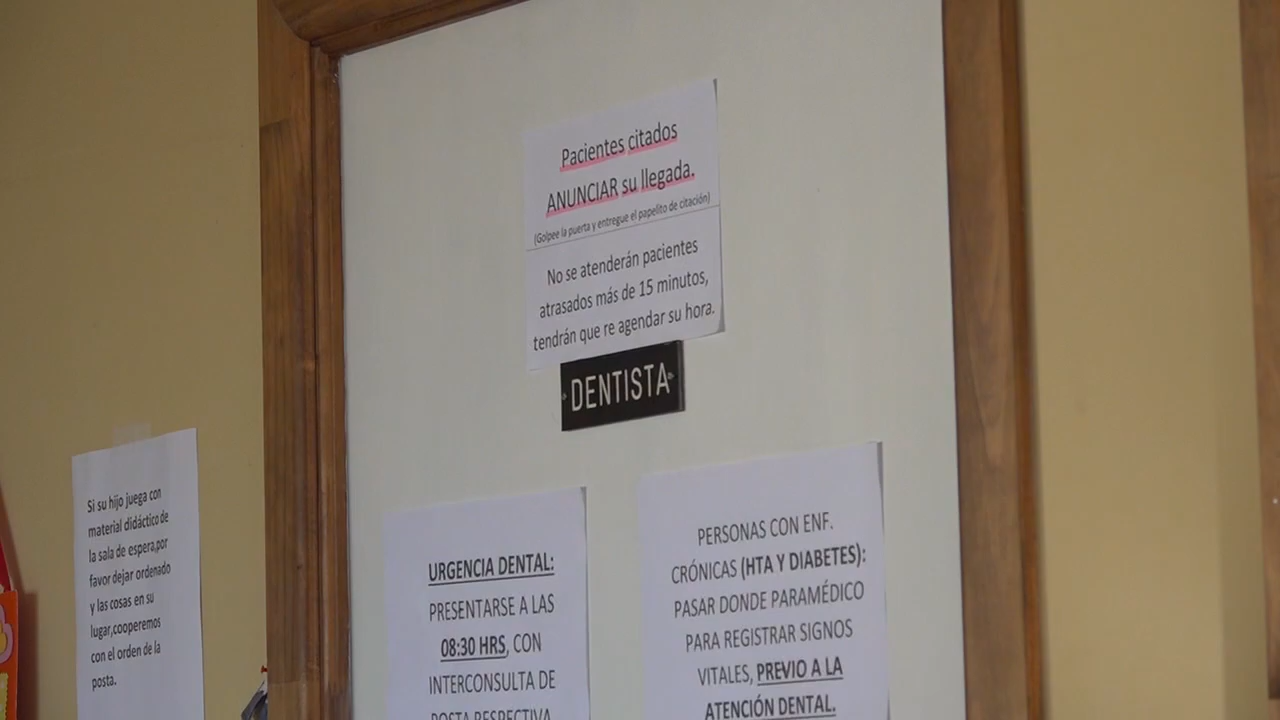 Pacientes citados
ANUNCIAR su llegada.
(Golpee la puerta y entregue el papelito de citación)
No se atenderán pacientes
atrasados más de 15 minutos,
tendrán que re agendar su hora.
DENTISTA
Si su hijo juega con
material didáctico de
la sala de espera,por
favor dejar ordenado
y las cosas en su
lugar,cooperemos
con el orden de la
posta.
URGENCIA DENTAL:
PRESENTARSE A LAS
08:30 HRS, CON
INTERCONSULTA DE
POSTA RESPECTIVA
PERSONAS CON ENF.
CRÓNICAS (HTA Y DIABETES):
PASAR DONDE PARAMÉDICO
PARA REGISTRAR SIGNOS
VITALES, PREVIO A LA
ATENCIÓN DENTAL.